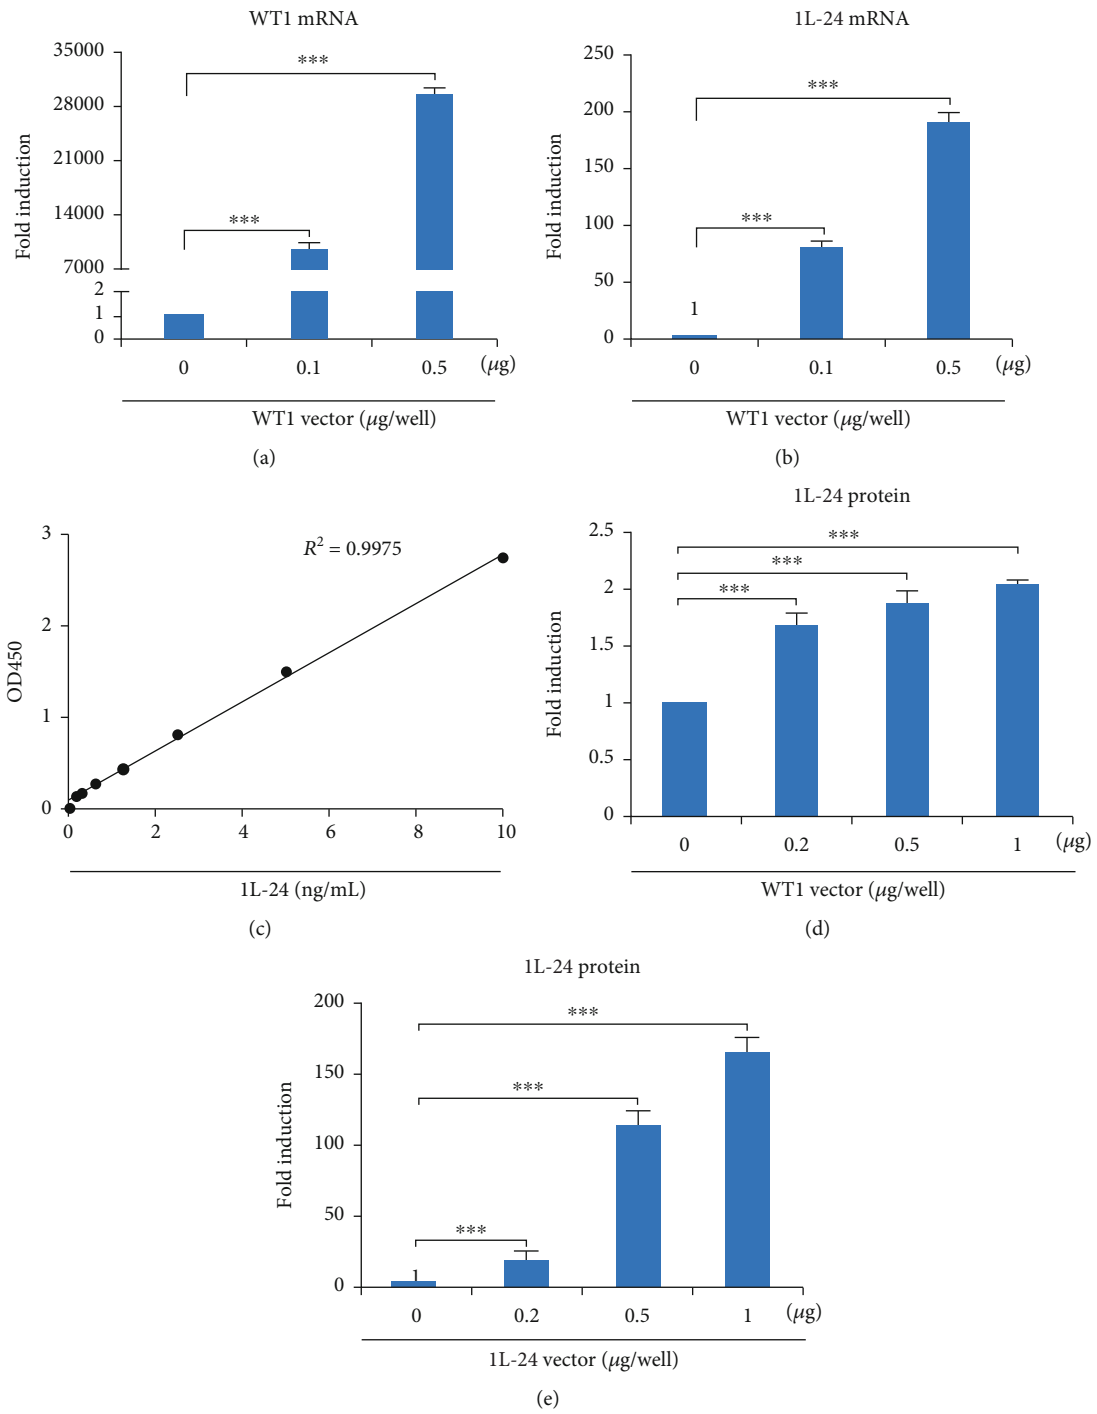 WT1 mRNA
35000
28000
21000
14000
7000
2
1
0
Fold induction
***
***
0 0.1 0.5 (μg)
WT1 vector (μg/well)
(a)
1L-24 mRNA
250
200
150
100
50
0
Fold induction
***
***
1
0 0.1 0.5 (μg)
WT1 vector (μg/well)
(b)
3
2
1
0
OD450
R² = 0.9975
0 2 4 6 8 10
1L-24 (ng/mL)
(c)
1L-24 protein
2.5
2
1.5
1
0.5
0
Fold induction
***
***
***
0 0.2 0.5 1 (μg)
WT1 vector (μg/well)
(d)
1L-24 protein
200
150
100
50
0
Fold induction
***
***
***
1
0 0.2 0.5 1 (μg)
1L-24 vector (μg/well)
(e)